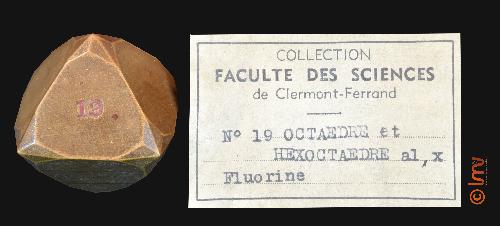 19
COLLECTION
FACULTE DES SCIENCES
de Clermont-Ferrand
N° 19 OCTAEDRE et
HEXOCTAEDRE a1,x
Fluorine
© lmv